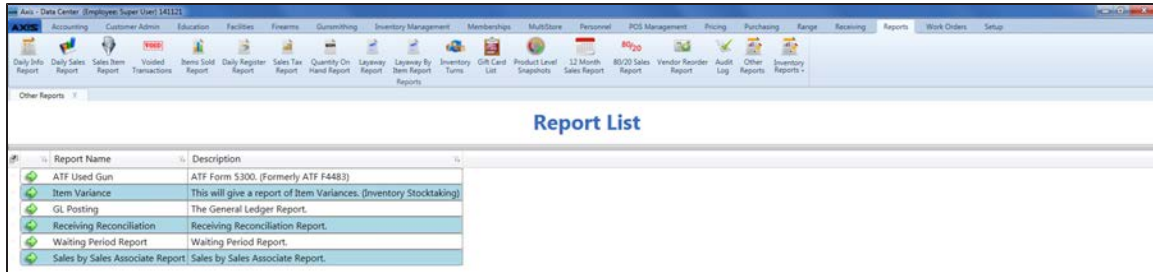 Axis - Data Center (Employee: Super User) 141121
AXIS Accounting Customer Admin Education Facilities Firearms Gunsmithing Inventory Management Memberships MultiStore Personnel POS Management Pricing Purchasing Range Receiving Reports Work Orders Setup
VOID 80/20
Daily Info Daily Sales Sales Item Voided Items Sold Daily Register Sales Tax Quantity On Layaway Layaway By Inventory Gift Card Product Level 12 Month 80/20 Sales Vendor Reorder Audit Other Inventory
Report Report Report Transactions Report Report Report Hand Report Report Item Report Turns List Snapshots Sales Report Report Report Log Reports Reports
Reports
Other Reports X
Report List
Report Name Description
ATF Used Gun ATF Form 5300. (Formerly ATF F4483)
Item Variance This will give a report of Item Variances. (Inventory Stocktaking)
GL Posting The General Ledger Report.
Receiving Reconciliation Receiving Reconciliation Report.
Waiting Period Report Waiting Period Report.
Sales by Sales Associate Report Sales by Sales Associate Report.